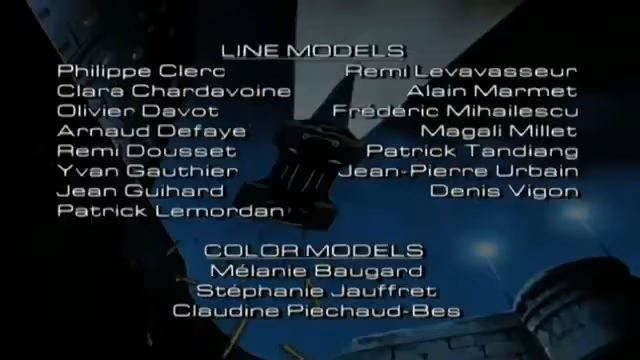 LINE MODELS
Philippe Clerc Remi Levavasseur
Clara Chardavoine Alain Marmet
Olivier Davot Frédéric Mihailescu
Arnaud Defaye Magali Millet
Remi Dousset Patrick Tandiang
Yvan Gauthier Jean-Pierre Urbain
Jean Guihard Denis Vigon
Patrick Lemordan
COLOR MODELS
Mélanie Baugard
Stéphanie Jauffret
Claudine Piechaud-Bes